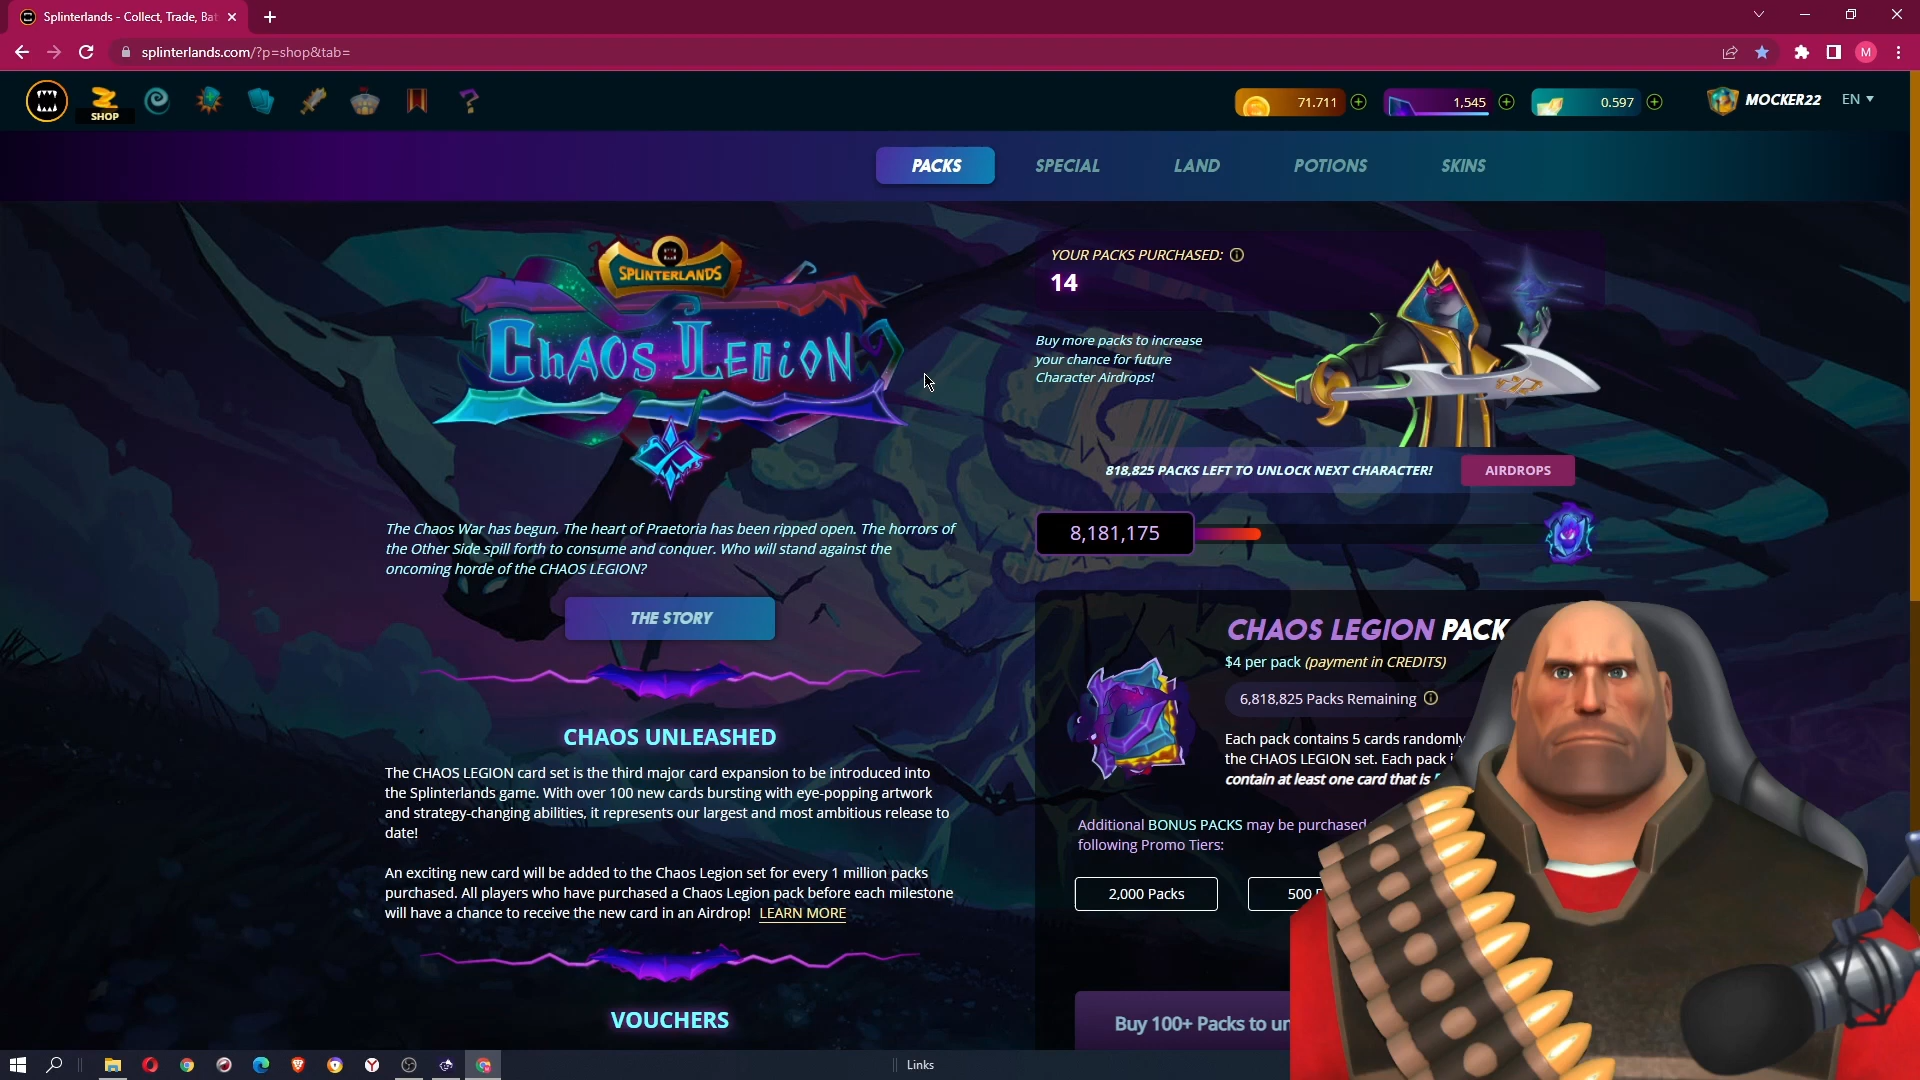 Splinterlands - Collect, Trade, Bat
splinterlands.com/?p=shop&tab=
M
SHOP
71.711
1,545
0.597
MOCKER22
EN
PACKS
SPECIAL
LAND
POTIONS
SKINS
SPLINTERLANDS
CHAOS LEGION
YOUR PACKS PURCHASED:
14
Buy more packs to increase
your chance for future
Character Airdrops!
818,825 PACKS LEFT TO UNLOCK NEXT CHARACTER!
AIRDROPS
8,181,175
The Chaos War has begun. The heart of Praetoria has been ripped open. The horrors of
the Other Side spill forth to consume and conquer. Who will stand against the
oncoming horde of the CHAOS LEGION?
THE STORY
CHAOS UNLEASHED
The CHAOS LEGION card set is the third major card expansion to be introduced into
the Splinterlands game. With over 100 new cards bursting with eye-popping artwork
and strategy-changing abilities, it represents our largest and most ambitious release to
date!
An exciting new card will be added to the Chaos Legion set for every 1 million packs
purchased. All players who have purchased a Chaos Legion pack before each milestone
will have a chance to receive the new card in an Airdrop! LEARN MORE
VOUCHERS
CHAOS LEGION PACK
$4 per pack (payment in CREDITS)
6,818,825 Packs Remaining
Each pack contains 5 cards randomly
the CHAOS LEGION set. Each pack
contain at least one card that is
Additional BONUS PACKS may be purchased
following Promo Tiers:
2,000 Packs
500
Buy 100+ Packs to
Links